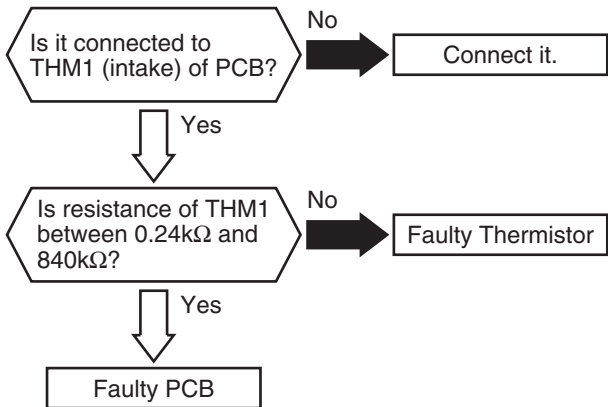 Is it connected to
THM1 (intake) of PCB?
No
Connect it.
Yes
Is resistance of THM1
between 0.24kΩ and
840kΩ?
No
Faulty Thermistor
Yes
Faulty PCB